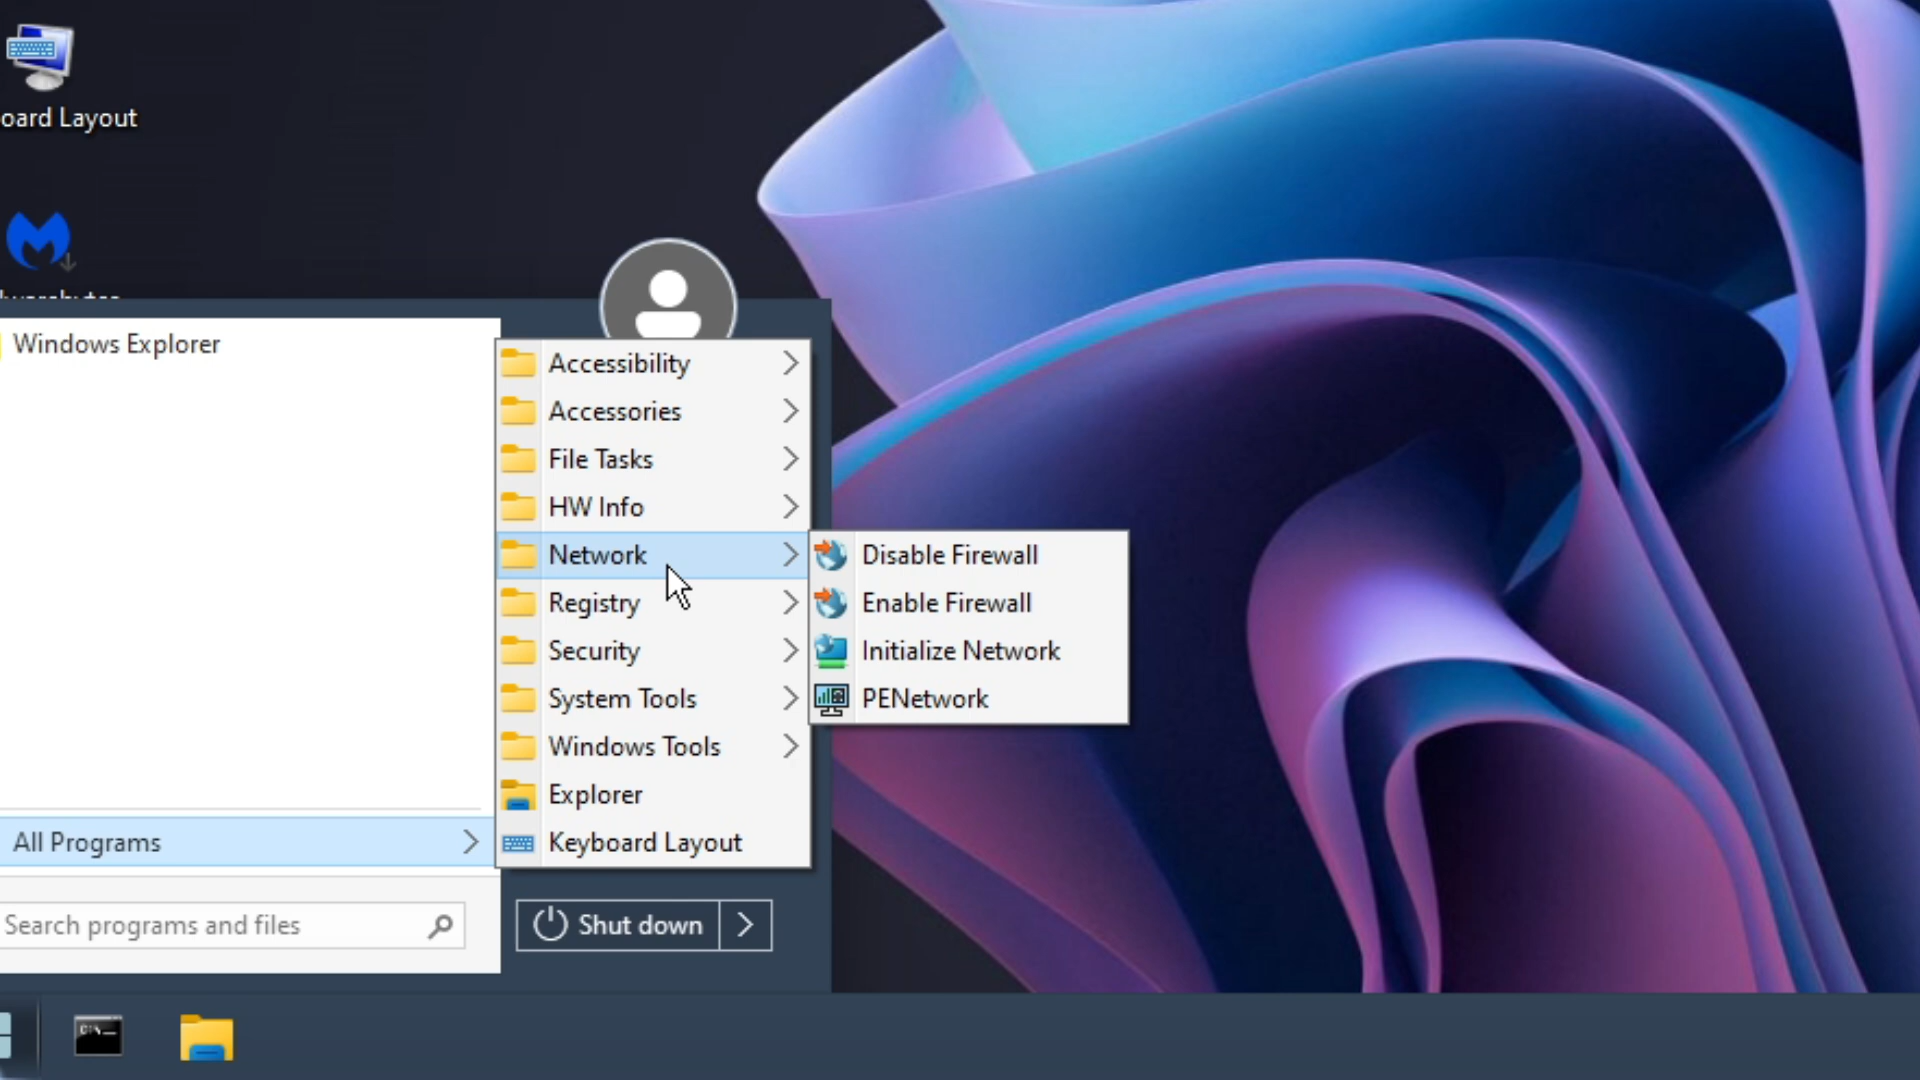 oard Layout
Windows Explorer
All Programs
Search programs and files
Accessibility
Accessories
File Tasks
HW Info
Network
Registry
Security
System Tools
Windows Tools
Explorer
Keyboard Layout
Disable Firewall
Enable Firewall
Initialize Network
PENetwork
Shut down